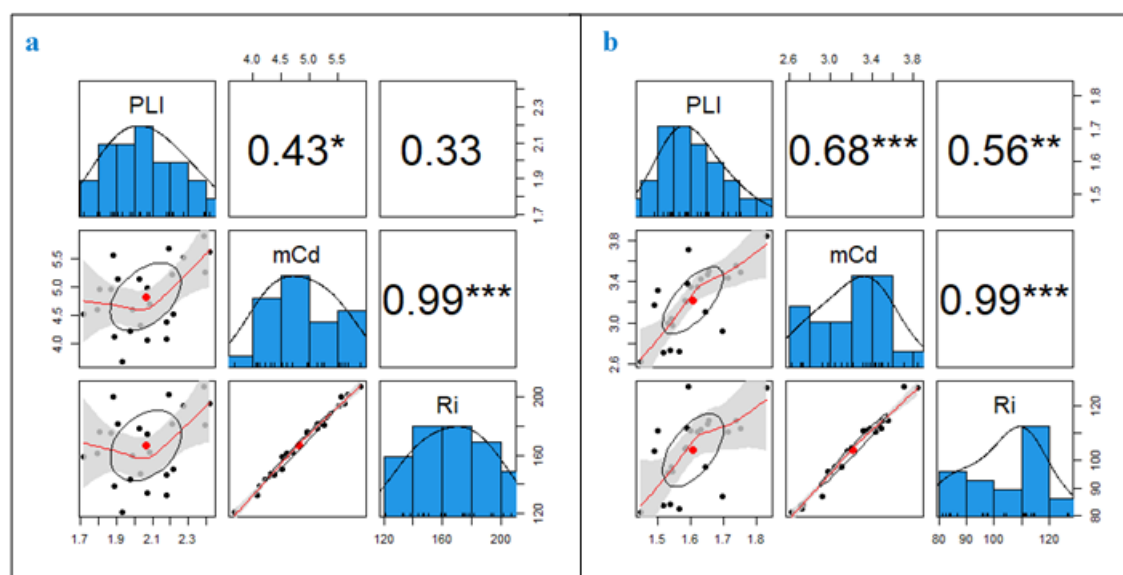 a
4.0 4.5 5.0 5.5
PLI
0.43*
0.33
1.7 1.9 2.1 2.3
4.0 4.5 5.0 5.5
mCd
0.99***
Ri
120 160 200
1.7 1.9 2.1 2.3
120 160 200
b
2.6 3.0 3.4 3.8
PLI
0.68***
0.56**
1.5 1.6 1.7 1.8
2.6 3.0 3.4 3.8
mCd
0.99***
Ri
80 90 100 110
1.5 1.6 1.7 1.8
80 90 100 120